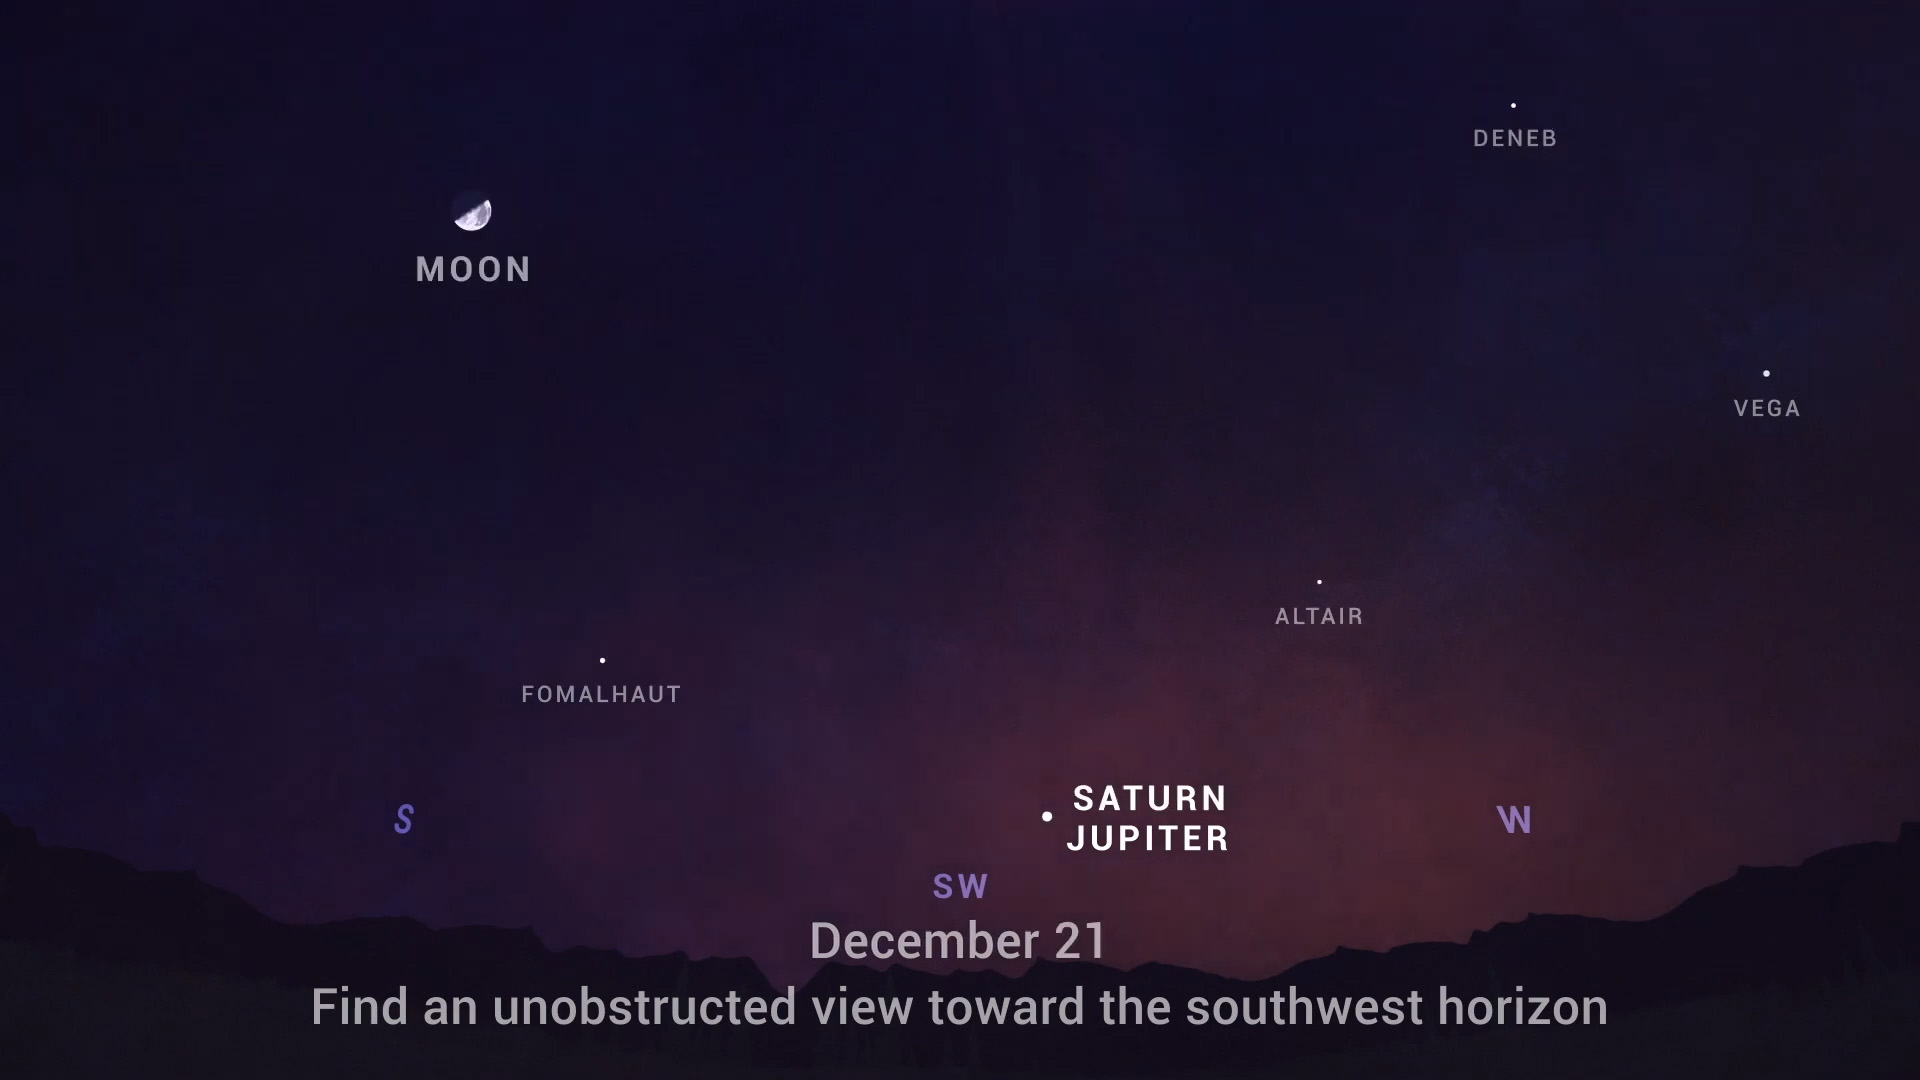 DENEB
MOON
VEGA
ALTAIR
FOMALHAUT
SATURN
JUPITER
S
W
SW
December 21
Find an unobstructed view toward the southwest horizon